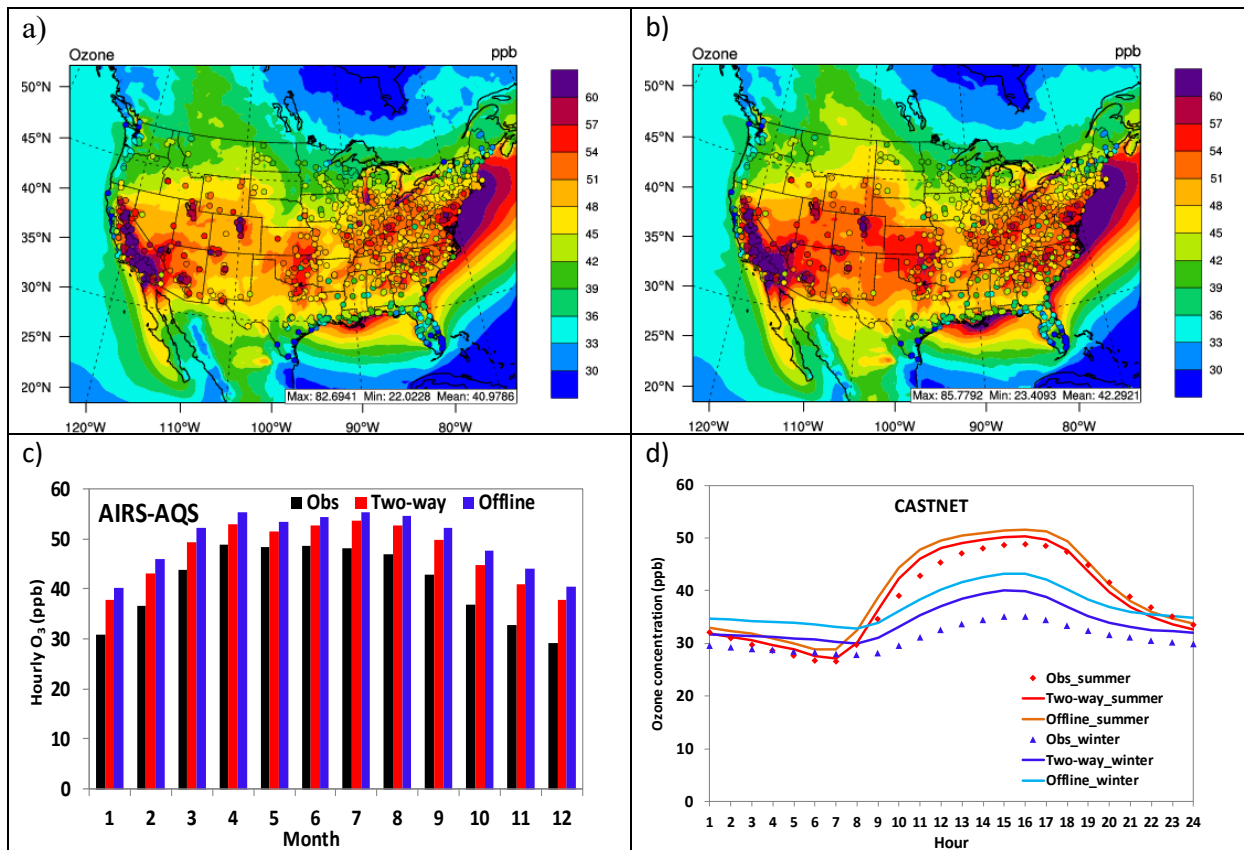 a)
Ozone ppb
50°N
45°N
40°N
35°N
30°N
25°N
20°N
120°W 110°W 100°W 90°W 80°W
60
57
54
51
48
45
42
39
36
33
30
Max: 82.6941 Min: 22.0228 Mean: 40.9786
b)
Ozone ppb
50°N
45°N
40°N
35°N
30°N
25°N
20°N
120°W 110°W 100°W 90°W 80°W
60
57
54
51
48
45
42
39
36
33
30
Max: 85.7792 Min: 23.4093 Mean: 42.2921
c)
AIRS-AQS
Obs Two-way Offline
Hourly O3 (ppb)
60
50
40
30
20
10
0
1 2 3 4 5 6 7 8 9 10 11 12
Month
d)
CASTNET
Ozone concentration (ppb)
60
50
40
30
20
10
0
Obs_summer
Two-way_summer
Offline_summer
Obs_winter
Two-way_winter
Offline_winter
1 2 3 4 5 6 7 8 9 10 11 12 13 14 15 16 17 18 19 20 21 22 23 24
Hour